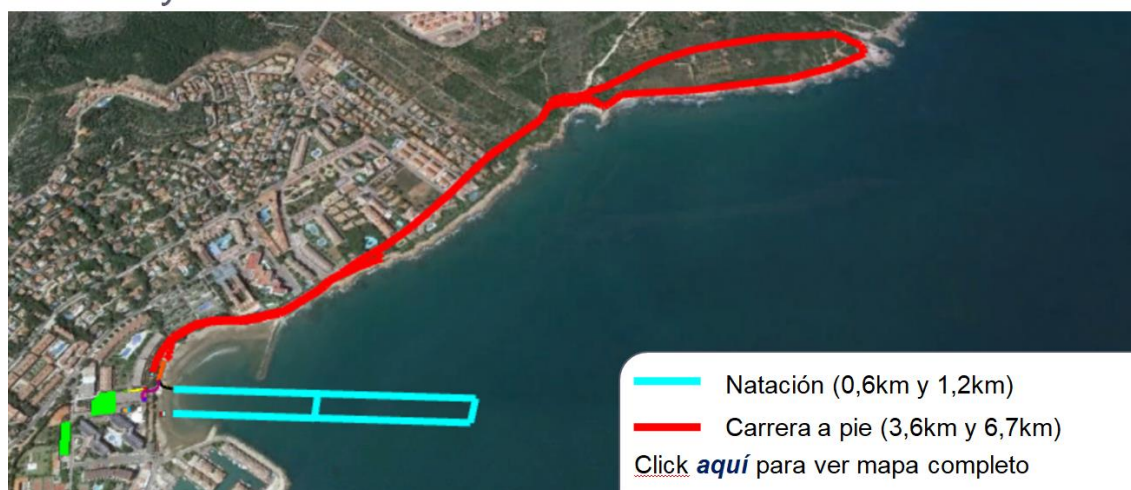 Natación (0,6km y 1,2km)
Carrera a pie (3,6km y 6,7km)
Click aquí para ver mapa completo